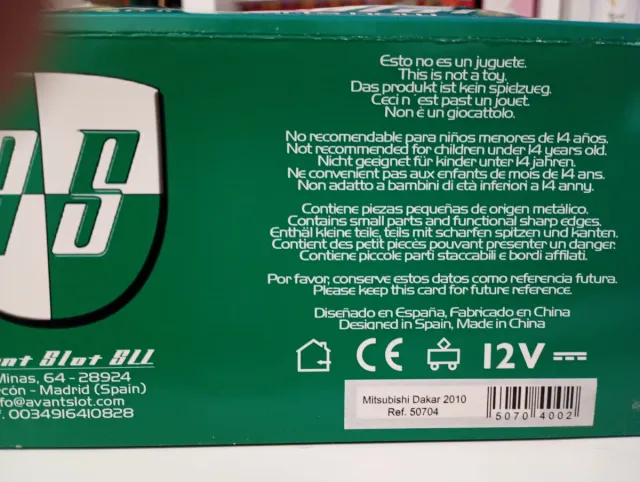 Esto no es un juguete.
This is not a toy.
Das produkt ist kein spielzueg.
Ceci n´est past un jouet.
Non è un giocattolo.
No recomendable para niños menores de 14 años.
Not recommended for children under 14 years old.
Nicht geeignet für kinder unter 14 jahren.
Ne convenient pas aux enfants de mois de 14 ans.
Non adatto a bambini di età inferiori a 14 anny.
Contiene piezas pequeñas de origen metálico.
Contains small parts and functional sharp edges.
Enthäl kleine teile, teils mit scharfen spitzen und kanten.
Contient des petit piecès pouvant presenter un danger.
Contiene piccole parti staccabili e bordi affilati.
Por favor, conserve estos datos como referencia futura.
Please keep this card for future reference.
Diseñado en España, Fabricado en China
Designed in Spain, Made in China
CE 12V
Mitsubishi Dakar 2010
Ref. 50704
5070 4002
S
nt Slot SLL
Minas, 64 - 28924
cón - Madrid (Spain)
fo@avantslot.com
f. 0034916410828